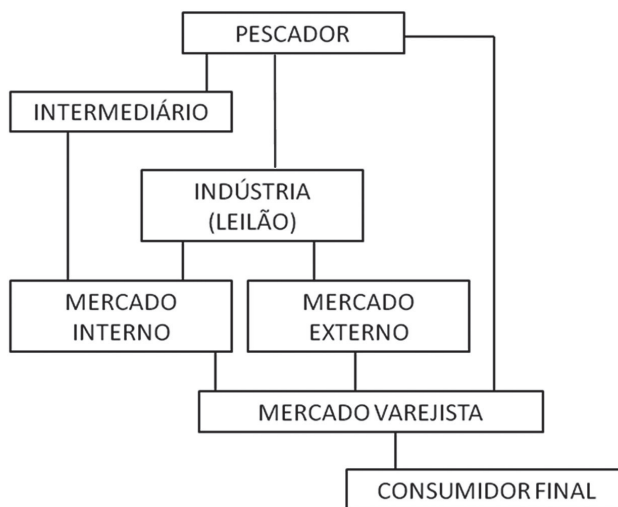 PESCADOR
INTERMEDIÁRIO
INDÚSTRIA
(LEILÃO)
MERCADO
INTERNO
MERCADO
EXTERNO
MERCADO VAREJISTA
CONSUMIDOR FINAL